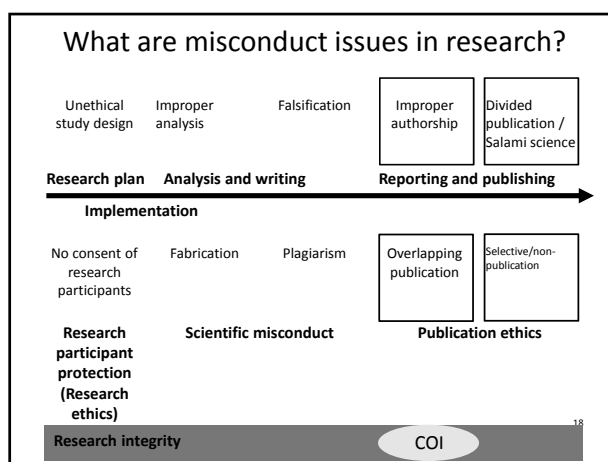 What are misconduct issues in research?
Unethical
study design
Improper
analysis
Falsification
Improper
authorship
Divided
publication /
Salami science
Research plan
Analysis and writing
Reporting and publishing
Implementation
No consent of
research
participants
Fabrication
Plagiarism
Overlapping
publication
Selective/non-
publication
Research
participant
protection
(Research
ethics)
Scientific misconduct
Publication ethics
18
Research integrity
COI